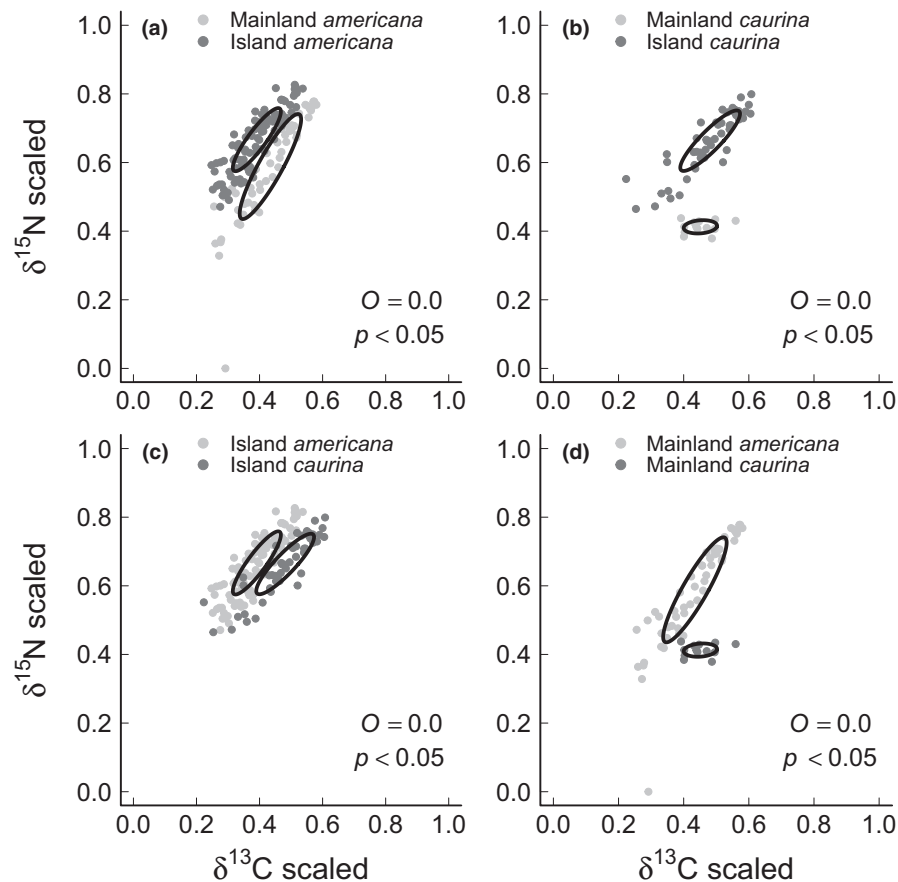 (a)
Mainland americana
Island americana
1.0
0.8
0.6
0.4
0.2
0.0
δ15N scaled
O = 0.0
p < 0.05
0.0 0.2 0.4 0.6 0.8 1.0
(b)
Mainland caurina
Island caurina
1.0
0.8
0.6
0.4
0.2
0.0
O = 0.0
p < 0.05
0.0 0.2 0.4 0.6 0.8 1.0
(c)
Island americana
Island caurina
1.0
0.8
0.6
0.4
0.2
0.0
δ15N scaled
O = 0.0
p < 0.05
0.0 0.2 0.4 0.6 0.8 1.0
δ13C scaled
(d)
Mainland americana
Mainland caurina
1.0
0.8
0.6
0.4
0.2
0.0
O = 0.0
p < 0.05
0.0 0.2 0.4 0.6 0.8 1.0
δ13C scaled